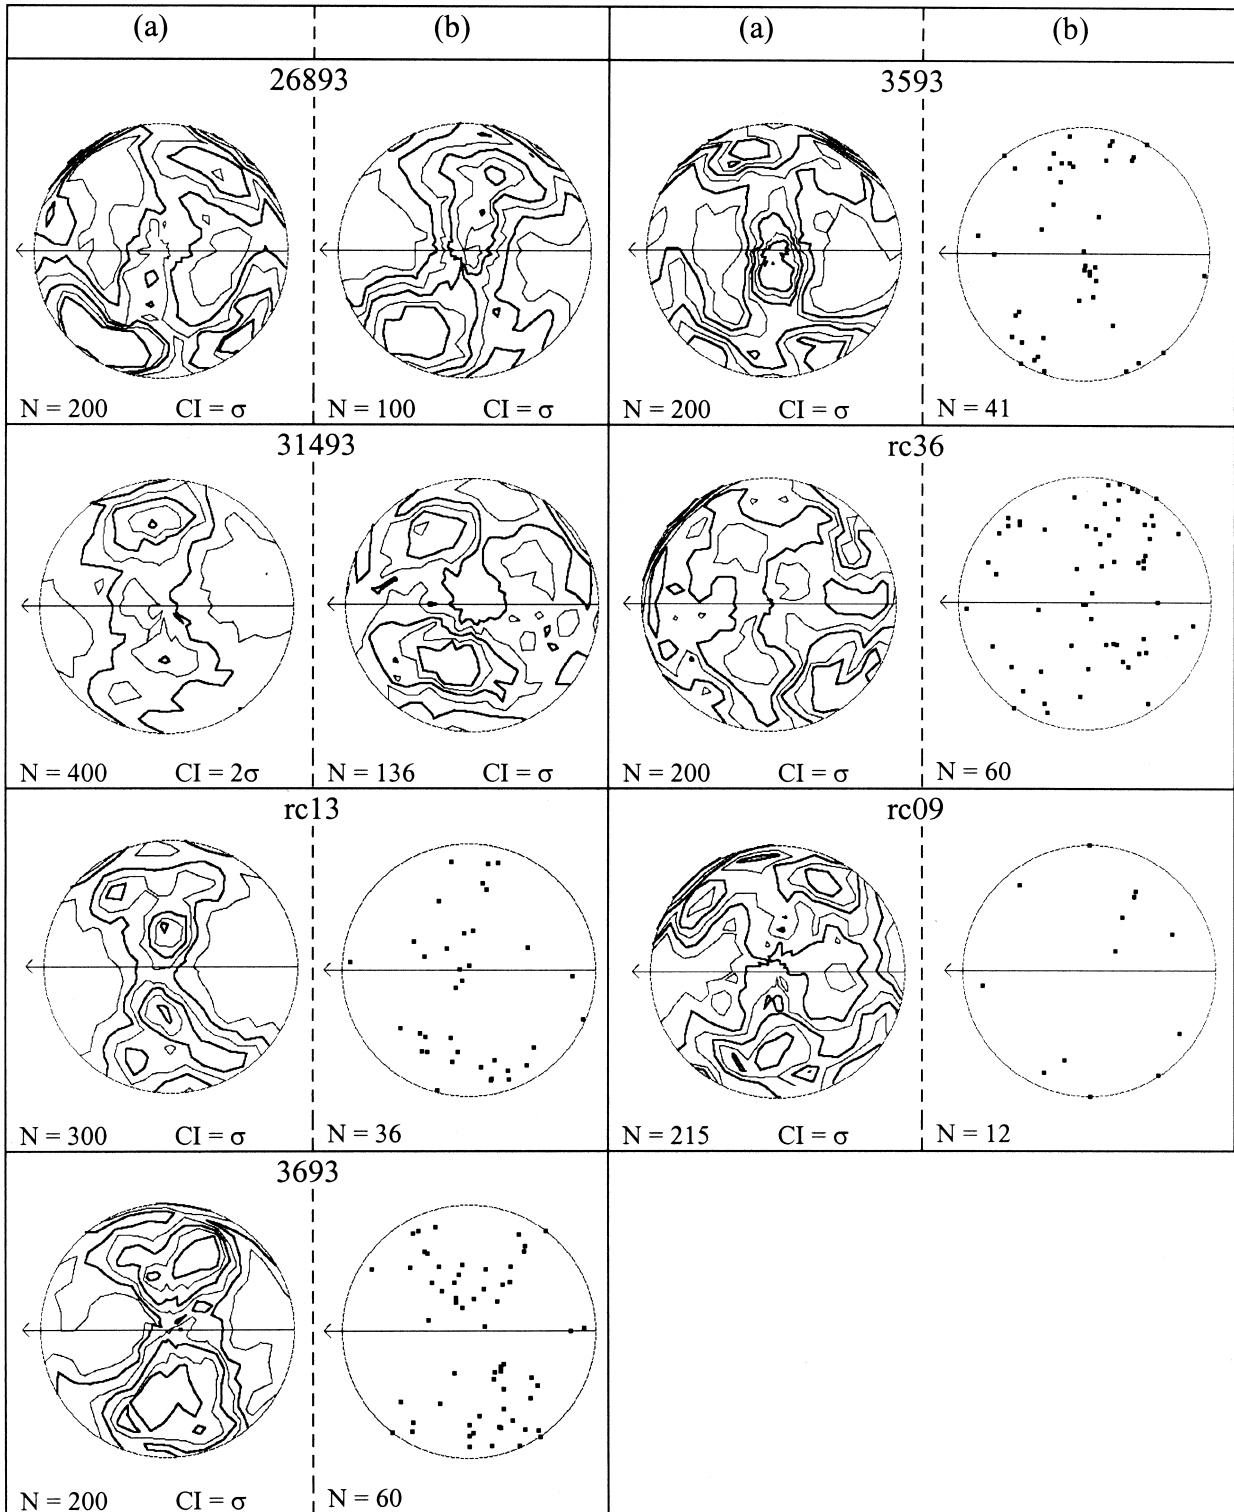 (a) (b) (a) (b)
26893 3593
N = 200 CI = σ N = 100 CI = σ N = 200 CI = σ N = 41
31493 rc36
N = 400 CI = 2σ N = 136 CI = σ N = 200 CI = σ N = 60
rc13 rc09
N = 300 CI = σ N = 36 N = 215 CI = σ N = 12
3693
N = 200 CI = σ N = 60